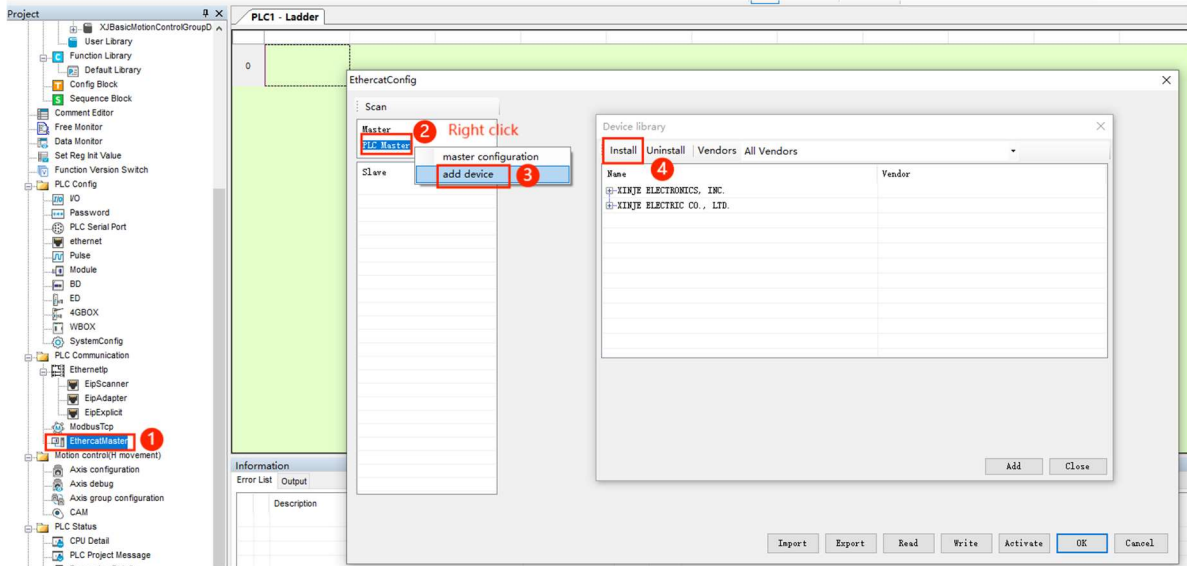 Project
XJBasicMotionControlGroupD
User Library
Function Library
Default Library
Config Block
Sequence Block
Comment Editor
Free Monitor
Data Monitor
Set Reg Init Value
Function Version Switch
PLC Config
I/O
Password
PLC Serial Port
ethernet
Pulse
Module
BD
ED
4GBOX
WBOX
SystemConfig
PLC Communication
EthernetIp
EipScanner
EipAdapter
EipExplicit
ModbusTcp
EthercatMaster 1
Motion control(H movement)
Axis configuration
Axis debug
Axis group configuration
CAM
PLC Status
CPU Detail
PLC Project Message
PLC1 - Ladder
0
Information
Error List Output
Description
EthercatConfig
Scan
Master
PLC Master 2 Right click
master configuration
add device 3
Slave
Device library
Install Uninstall Vendors All Vendors
4
Name Vendor
XINJE ELECTRONICS, INC.
XINJE ELECTRIC CO., LTD.
Add Close
Import Export Read Write Activate OK Cancel